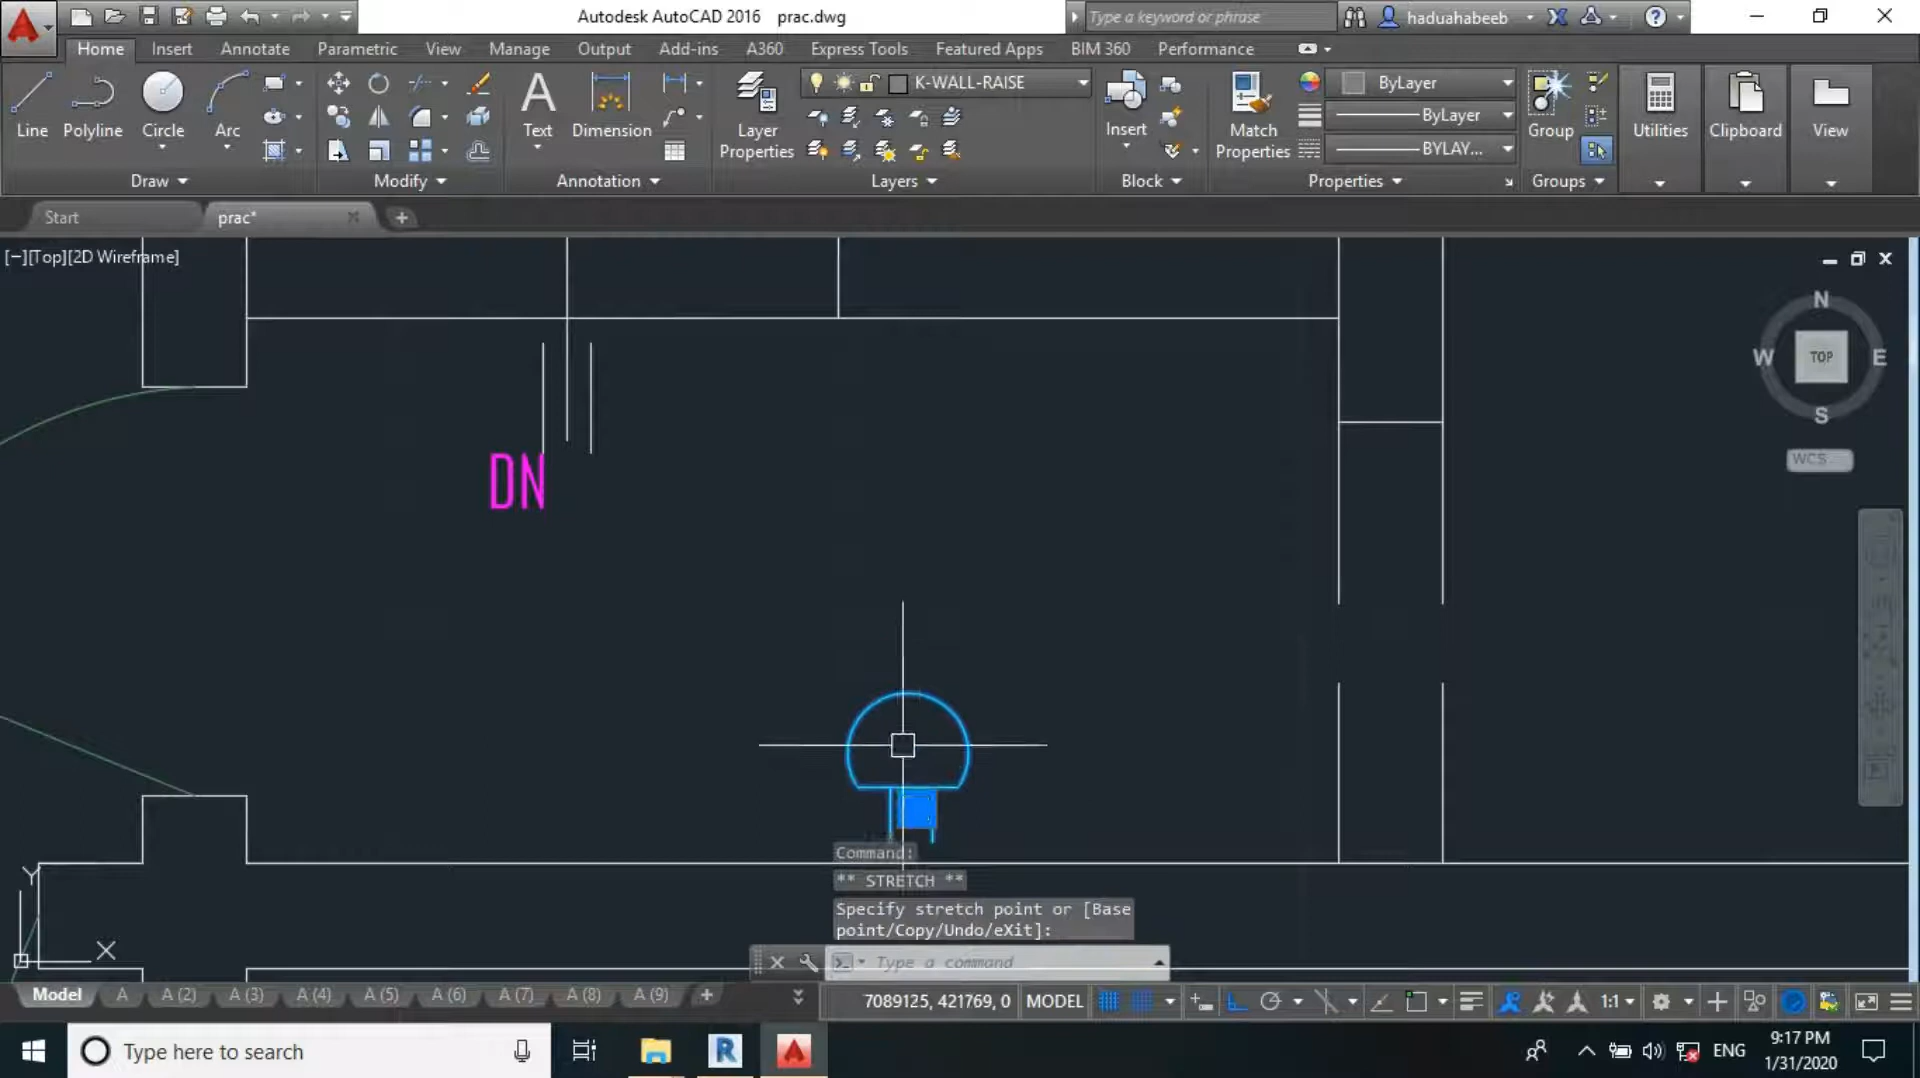 Autodesk AutoCAD 2016 prac.dwg
Type a keyword or phrase
haduahabeeb
Home Insert Annotate Parametric View Manage Output Add-ins A360 Express Tools Featured Apps BIM 360 Performance
K-WALL-RAISE
ByLayer
ByLayer
BYLAY...
Line Polyline Circle Arc
A
Text Dimension
Layer
Properties
Insert
Match
Properties
Group
Utilities
Clipboard
View
Draw Modify Annotation Layers Block Properties Groups
Start prac*
[−][Top][2D Wireframe]
N
W TOP E
S
WCS
DN
Command:
** STRETCH **
Specify stretch point or [Base
point/Copy/Undo/eXit]:
Type a command
Y
X
Model A A (2) A (3) A (4) A (5) A (6) A (7) A (8) A (9)
7089125, 421769, 0 MODEL 1:1
Type here to search
R
A
ENG
9:17 PM
1/31/2020